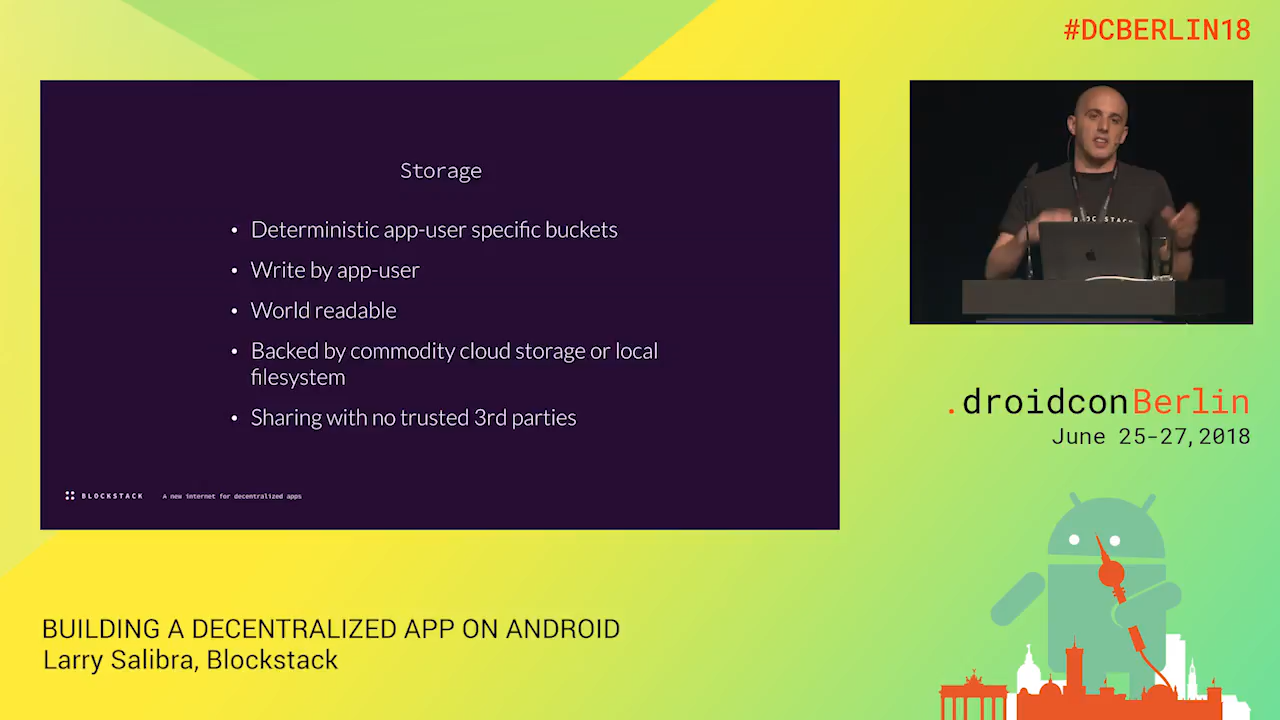 #DCBERLIN18
Storage
• Deterministic app-user specific buckets
• Write by app-user
• World readable
• Backed by commodity cloud storage or local
filesystem
• Sharing with no trusted 3rd parties
BLOCKSTACK A new internet for decentralized apps
BLOCKSTACK
.droidconBerlin
June 25-27, 2018
BUILDING A DECENTRALIZED APP ON ANDROID
Larry Salibra, Blockstack